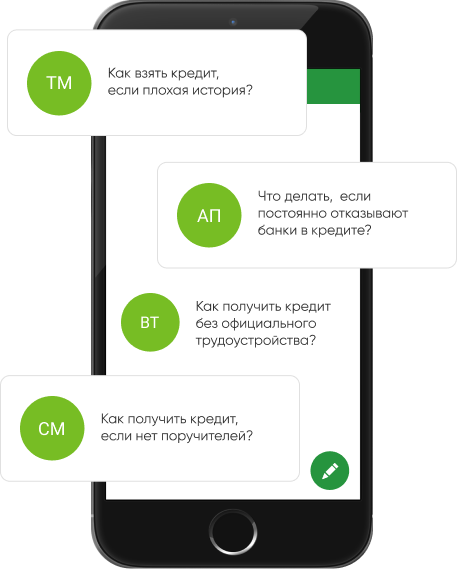 ТМ
Как взять кредит,
если плохая история?
АП
Что делать, если
постоянно отказывают
банки в кредите?
ВТ
Как получить кредит
без официального
трудоустройства?
СМ
Как получить кредит,
если нет поручителей?